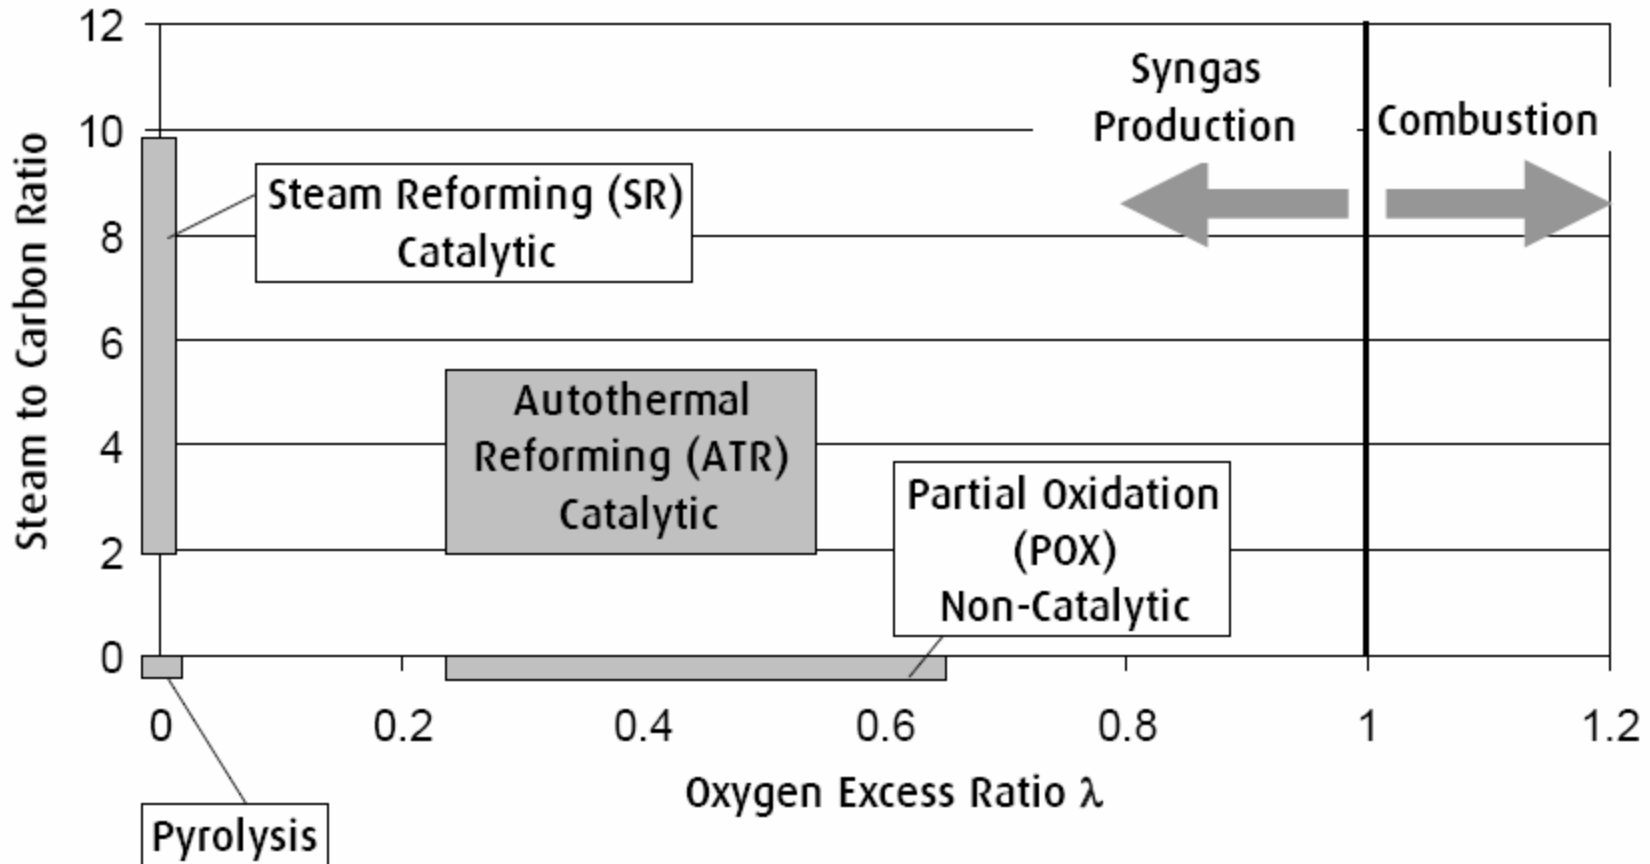 12
10
8
6
4
2
0
Steam to Carbon Ratio
Syngas
Production
Combustion
Steam Reforming (SR)
Catalytic
Autothermal
Reforming (ATR)
Catalytic
Partial Oxidation
(POX)
Non-Catalytic
0 0.2 0.4 0.6 0.8 1 1.2
Oxygen Excess Ratio λ
Pyrolysis